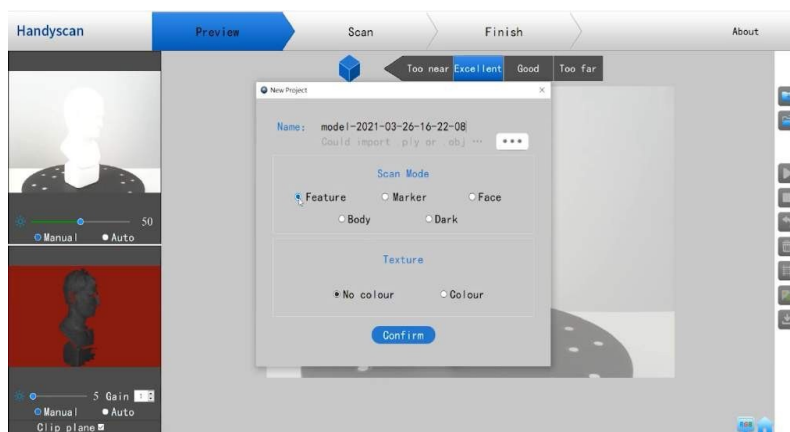 Handyscan
Preview
Scan
Finish
About
Too near Excellent Good Too far
New Project
Name: model-2021-03-26-16-22-08
Could import .ply or .obj ...
Scan Mode
Feature Marker Face
Body Dark
Texture
No colour Colour
Confirm
50
Manual Auto
5 Gain 1
Manual Auto
Clip plane
RGB